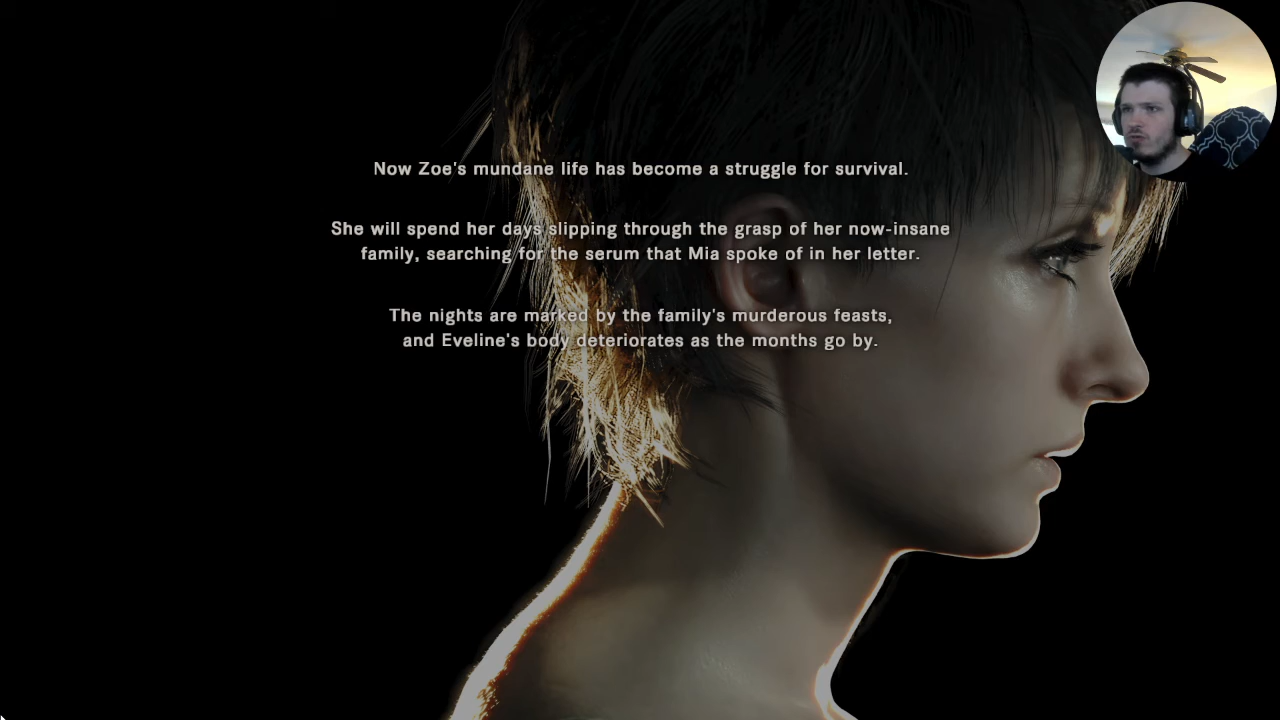 Now Zoe's mundane life has become a struggle for survival.
She will spend her days slipping through the grasp of her now-insane
family, searching for the serum that Mia spoke of in her letter.
The nights are marked by the family's murderous feasts,
and Eveline's body deteriorates as the months go by.